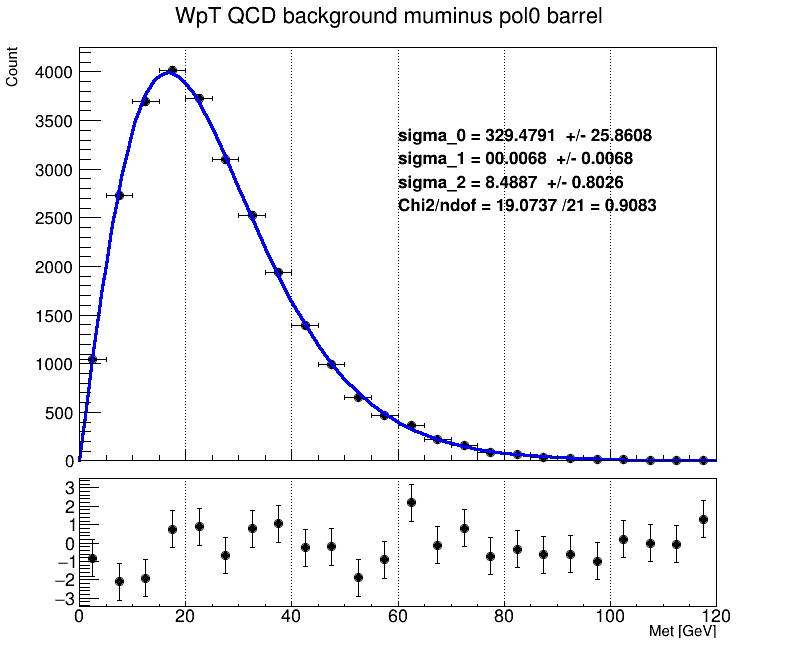 WpT QCD background muminus pol0 barrel
Count
4000
3500
3000
2500
2000
1500
1000
500
0
sigma_0 = 329.4791 +/- 25.8608
sigma_1 = 00.0068 +/- 0.0068
sigma_2 = 8.4887 +/- 0.8026
Chi2/ndof = 19.0737 /21 = 0.9083
3
2
1
0
−1
−2
−3
0 20 40 60 80 100 120
Met [GeV]